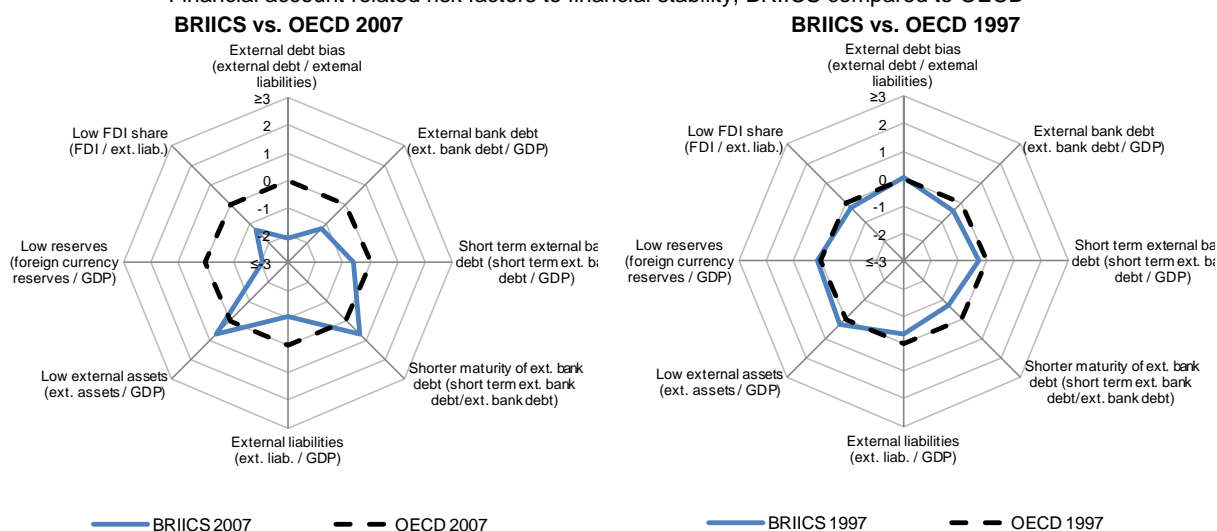 Financial account related risk factors to financial stability, BRIICS compared to OECD
BRIICS vs. OECD 2007
External debt bias
(external debt / external
liabilities)
≥3
2
1
0
-1
-2
≤-3
External bank debt
(ext. bank debt / GDP)
Short term external ba
debt (short term ext. ba
debt / GDP)
Shorter maturity of ext. bank
debt (short term ext. bank
debt/ext. bank debt)
External liabilities
(ext. liab. / GDP)
Low external assets
(ext. assets / GDP)
Low reserves
(foreign currency
reserves / GDP)
Low FDI share
(FDI / ext. liab.)
BRIICS 2007
OECD 2007
BRIICS vs. OECD 1997
External debt bias
(external debt / external
liabilities)
≥3
2
1
0
-1
-2
≤-3
External bank debt
(ext. bank debt / GDP)
Short term external ba
debt (short term ext. ba
debt / GDP)
Shorter maturity of ext. bank
debt (short term ext. bank
debt/ext. bank debt)
External liabilities
(ext. liab. / GDP)
Low external assets
(ext. assets / GDP)
Low reserves
(foreign currency
reserves / GDP)
Low FDI share
(FDI / ext. liab.)
BRIICS 1997
OECD 1997